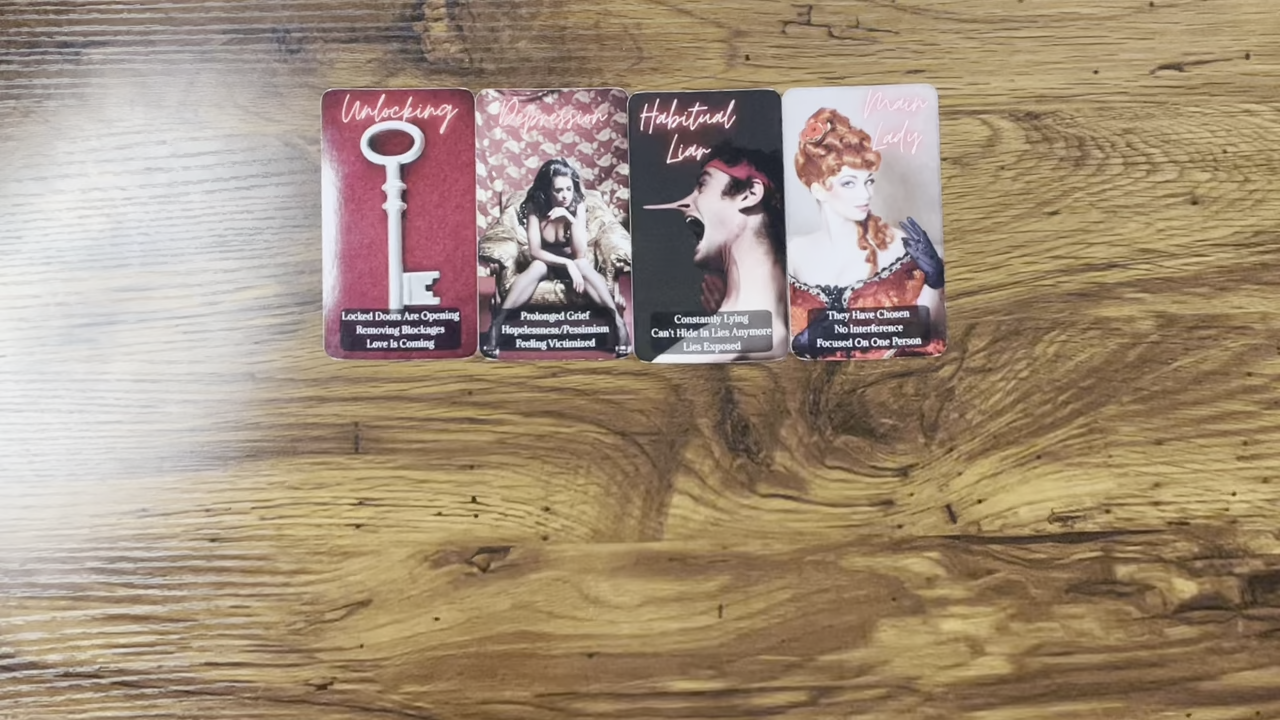 Unlocking
Locked Doors Are Opening
Removing Blockages
Love Is Coming
Depression
Prolonged Grief
Hopelessness/Pessimism
Feeling Victimized
Habitual
Liar
Constantly Lying
Can't Hide In Lies Anymore
Lies Exposed
Main
Lady
They Have Chosen
No Interference
Focused On One Person